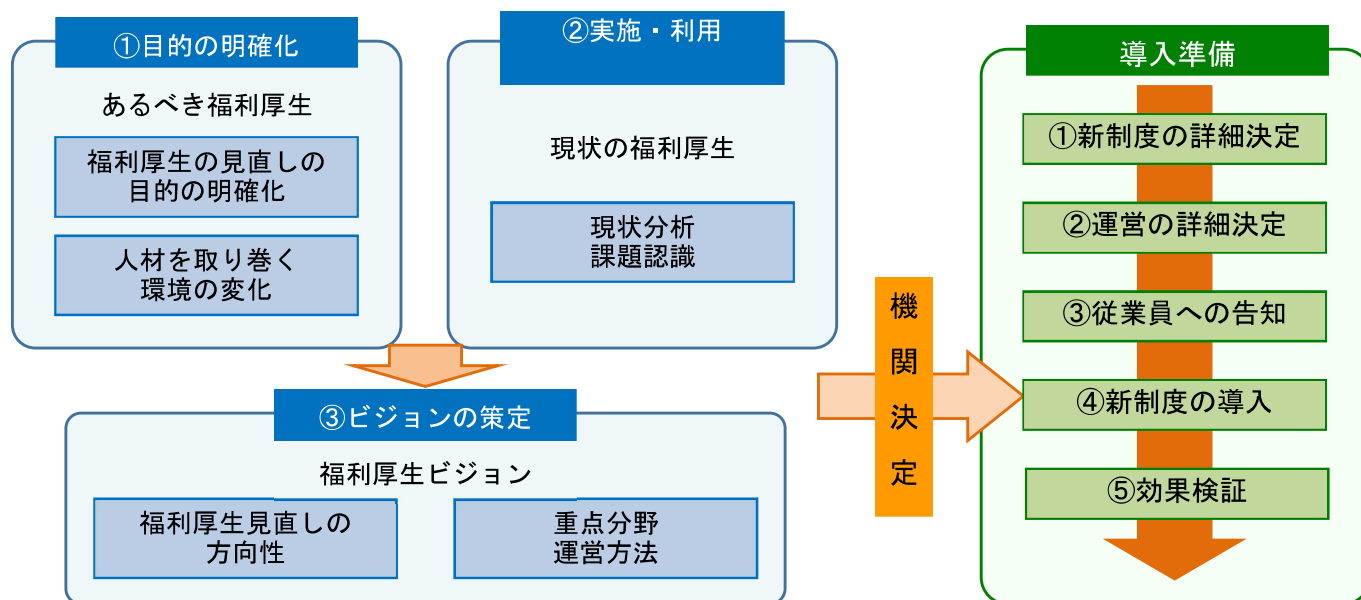 ①目的の明確化
あるべき福利厚生
福利厚生の見直しの
目的の明確化
人材を取り巻く
環境の変化
②実施・利用
現状の福利厚生
現状分析
課題認識
③ビジョンの策定
福利厚生ビジョン
福利厚生見直しの
方向性
重点分野
運営方法
機
関
決
定
導入準備
①新制度の詳細決定
②運営の詳細決定
③従業員への告知
④新制度の導入
⑤効果検証